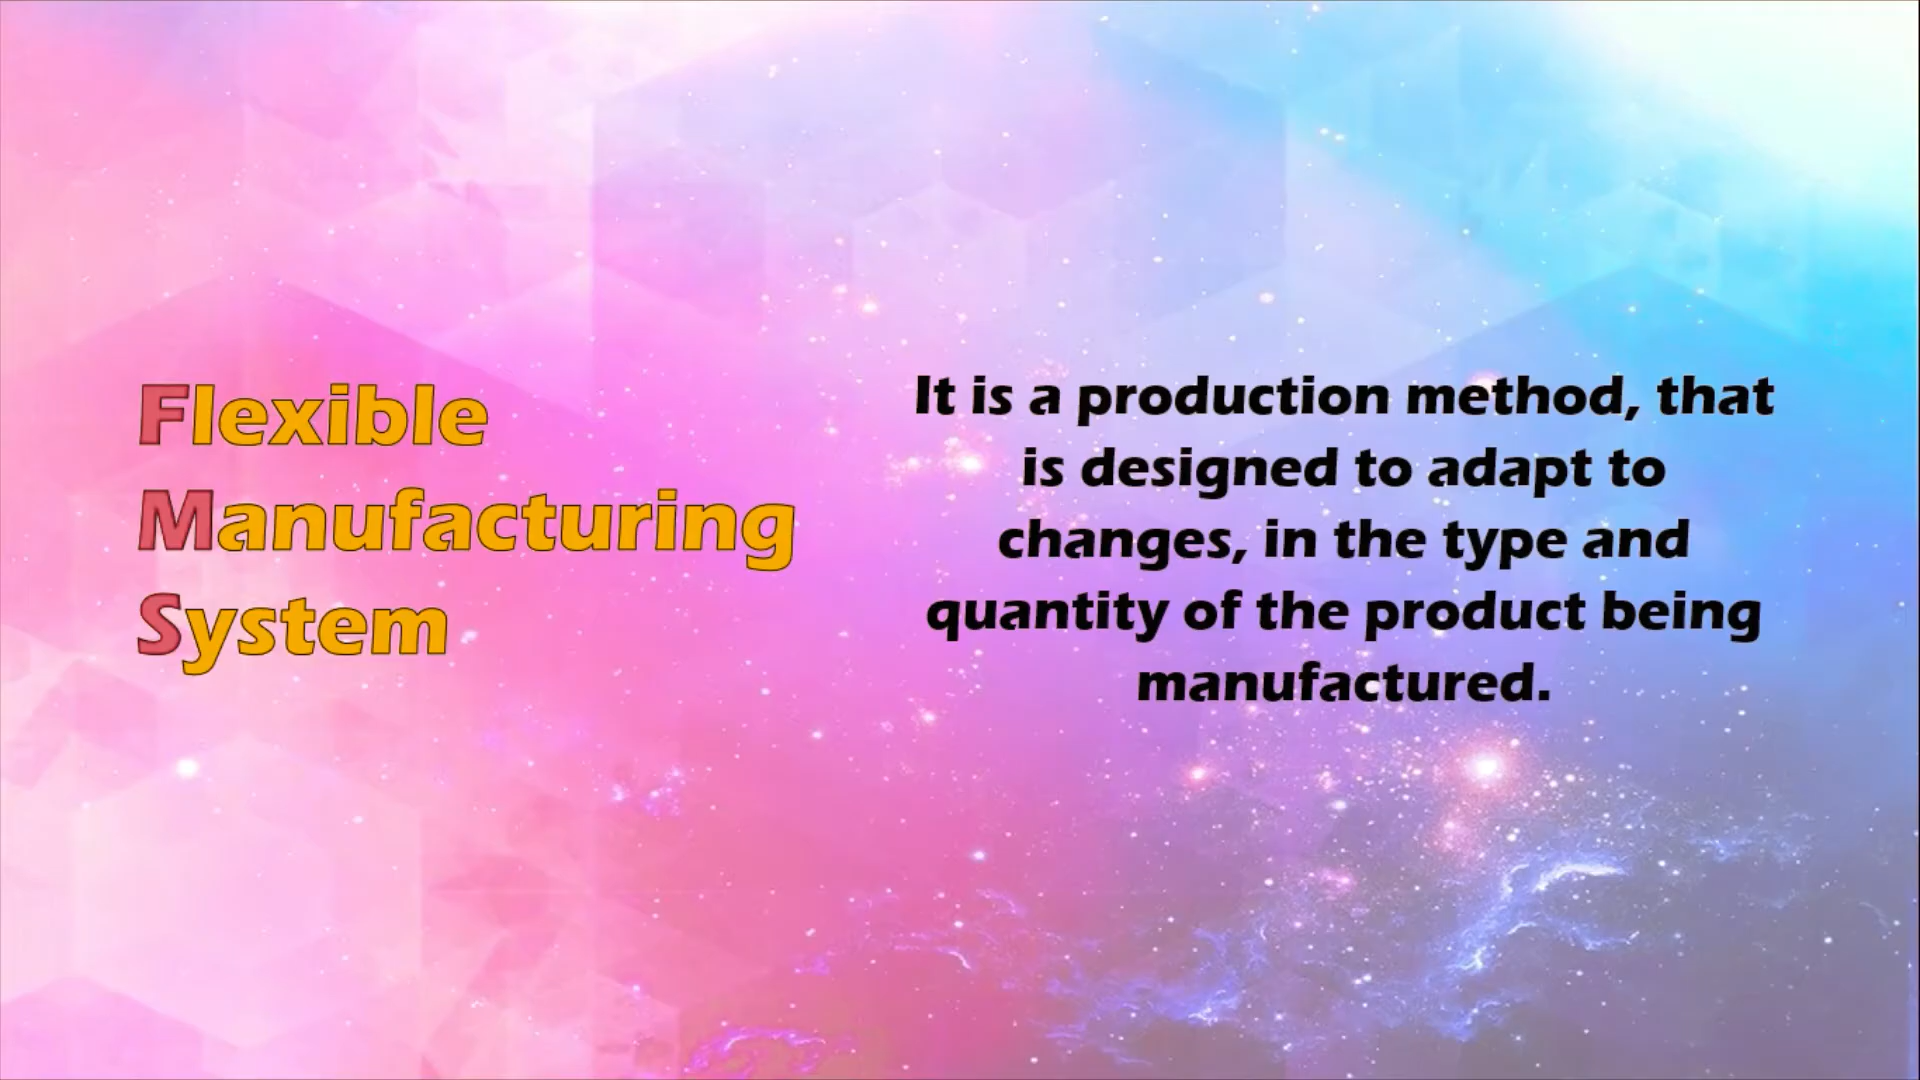 Flexible
Manufacturing
System
It is a production method, that
is designed to adapt to
changes, in the type and
quantity of the product being
manufactured.